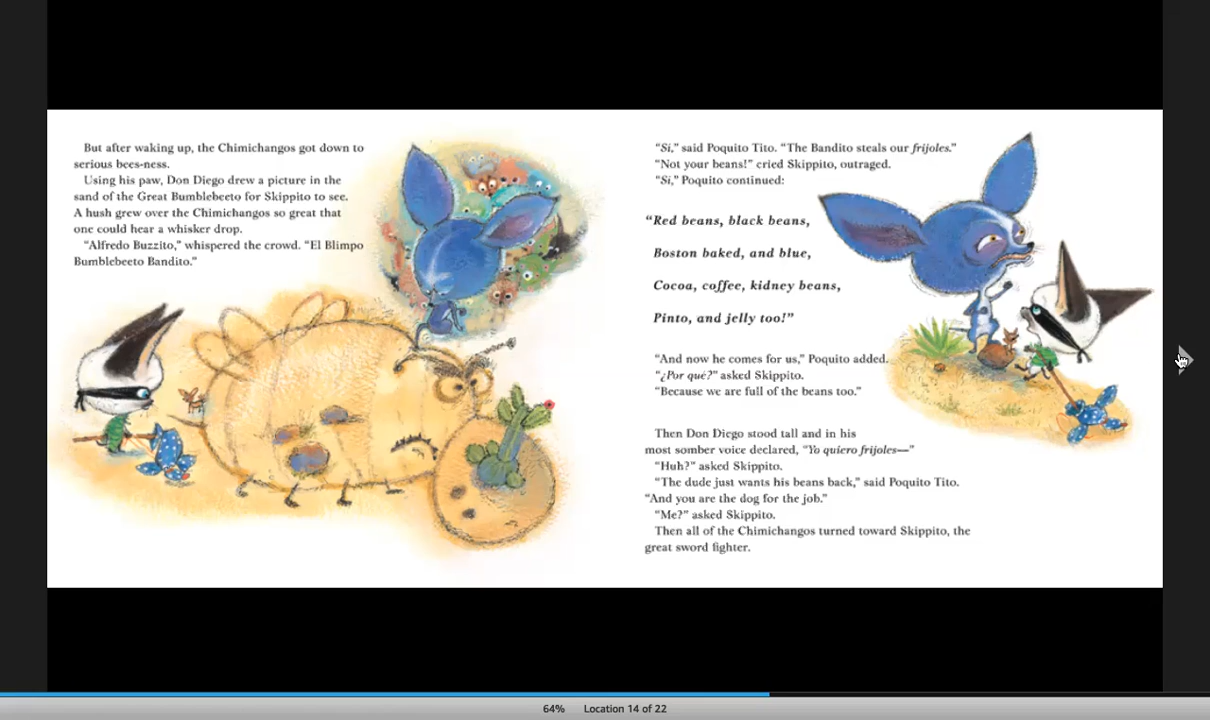 But after waking up, the Chimichangos got down to
serious bees-ness.
Using his paw, Don Diego drew a picture in the
sand of the Great Bumblebeeto for Skippito to see.
A hush grew over the Chimichangos so great that
one could hear a whisker drop.
“Alfredo Buzzito,” whispered the crowd. “El Blimpo
Bumblebeeto Bandito.”
“Si,” said Poquito Tito. “The Bandito steals our frijoles.”
“Not your beans!” cried Skippito, outraged.
“Si,” Poquito continued:
“Red beans, black beans,
Boston baked, and blue,
Cocoa, coffee, kidney beans,
Pinto, and jelly too!”
“And now he comes for us,” Poquito added.
“¿Por qué?” asked Skippito.
“Because we are full of the beans too.”
Then Don Diego stood tall and in his
most somber voice declared, “Yo quiero frijoles—”
“Huh?” asked Skippito.
“The dude just wants his beans back,” said Poquito Tito.
“And you are the dog for the job.”
“Me?” asked Skippito.
Then all of the Chimichangos turned toward Skippito, the
great sword fighter.
64% Location 14 of 22